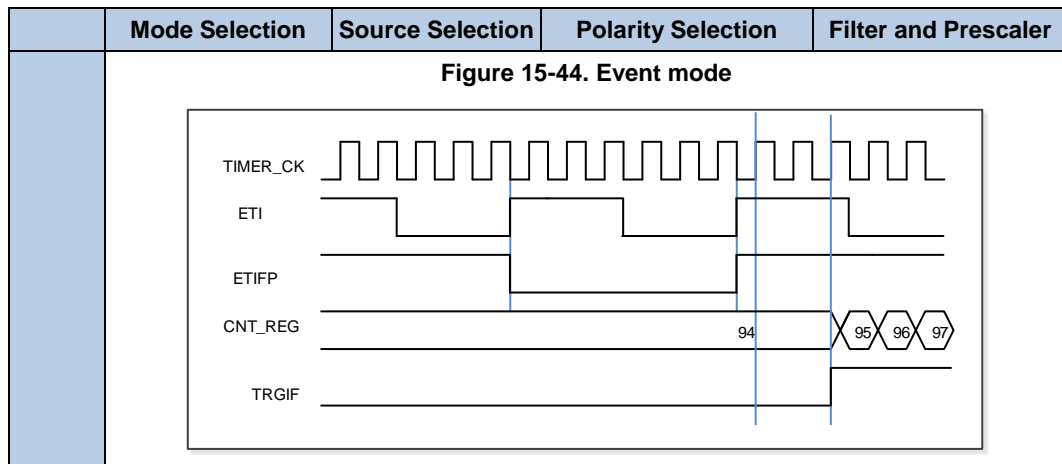 Mode Selection Source Selection Polarity Selection Filter and Prescaler
Figure 15-44. Event mode
TIMER_CK
ETI
ETIFP
CNT_REG 94 95 96 97
TRGIF